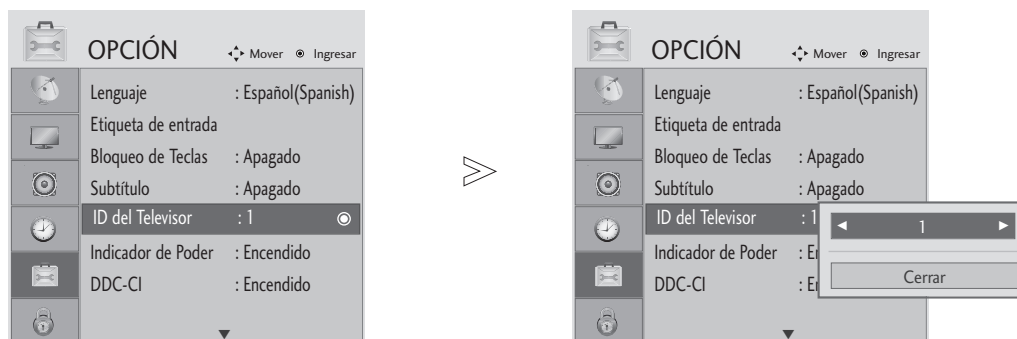 OPCIÓN Mover Ingresar
Lenguaje : Español(Spanish)
Etiqueta de entrada
Bloqueo de Teclas : Apagado
Subtítulo : Apagado
ID del Televisor : 1
Indicador de Poder : Encendido
DDC-CI : Encendido
OPCIÓN Mover Ingresar
Lenguaje : Español(Spanish)
Etiqueta de entrada
Bloqueo de Teclas : Apagado
Subtítulo : Apagado
ID del Televisor : 1
Indicador de Poder : E
DDC-CI : E
1
Cerrar